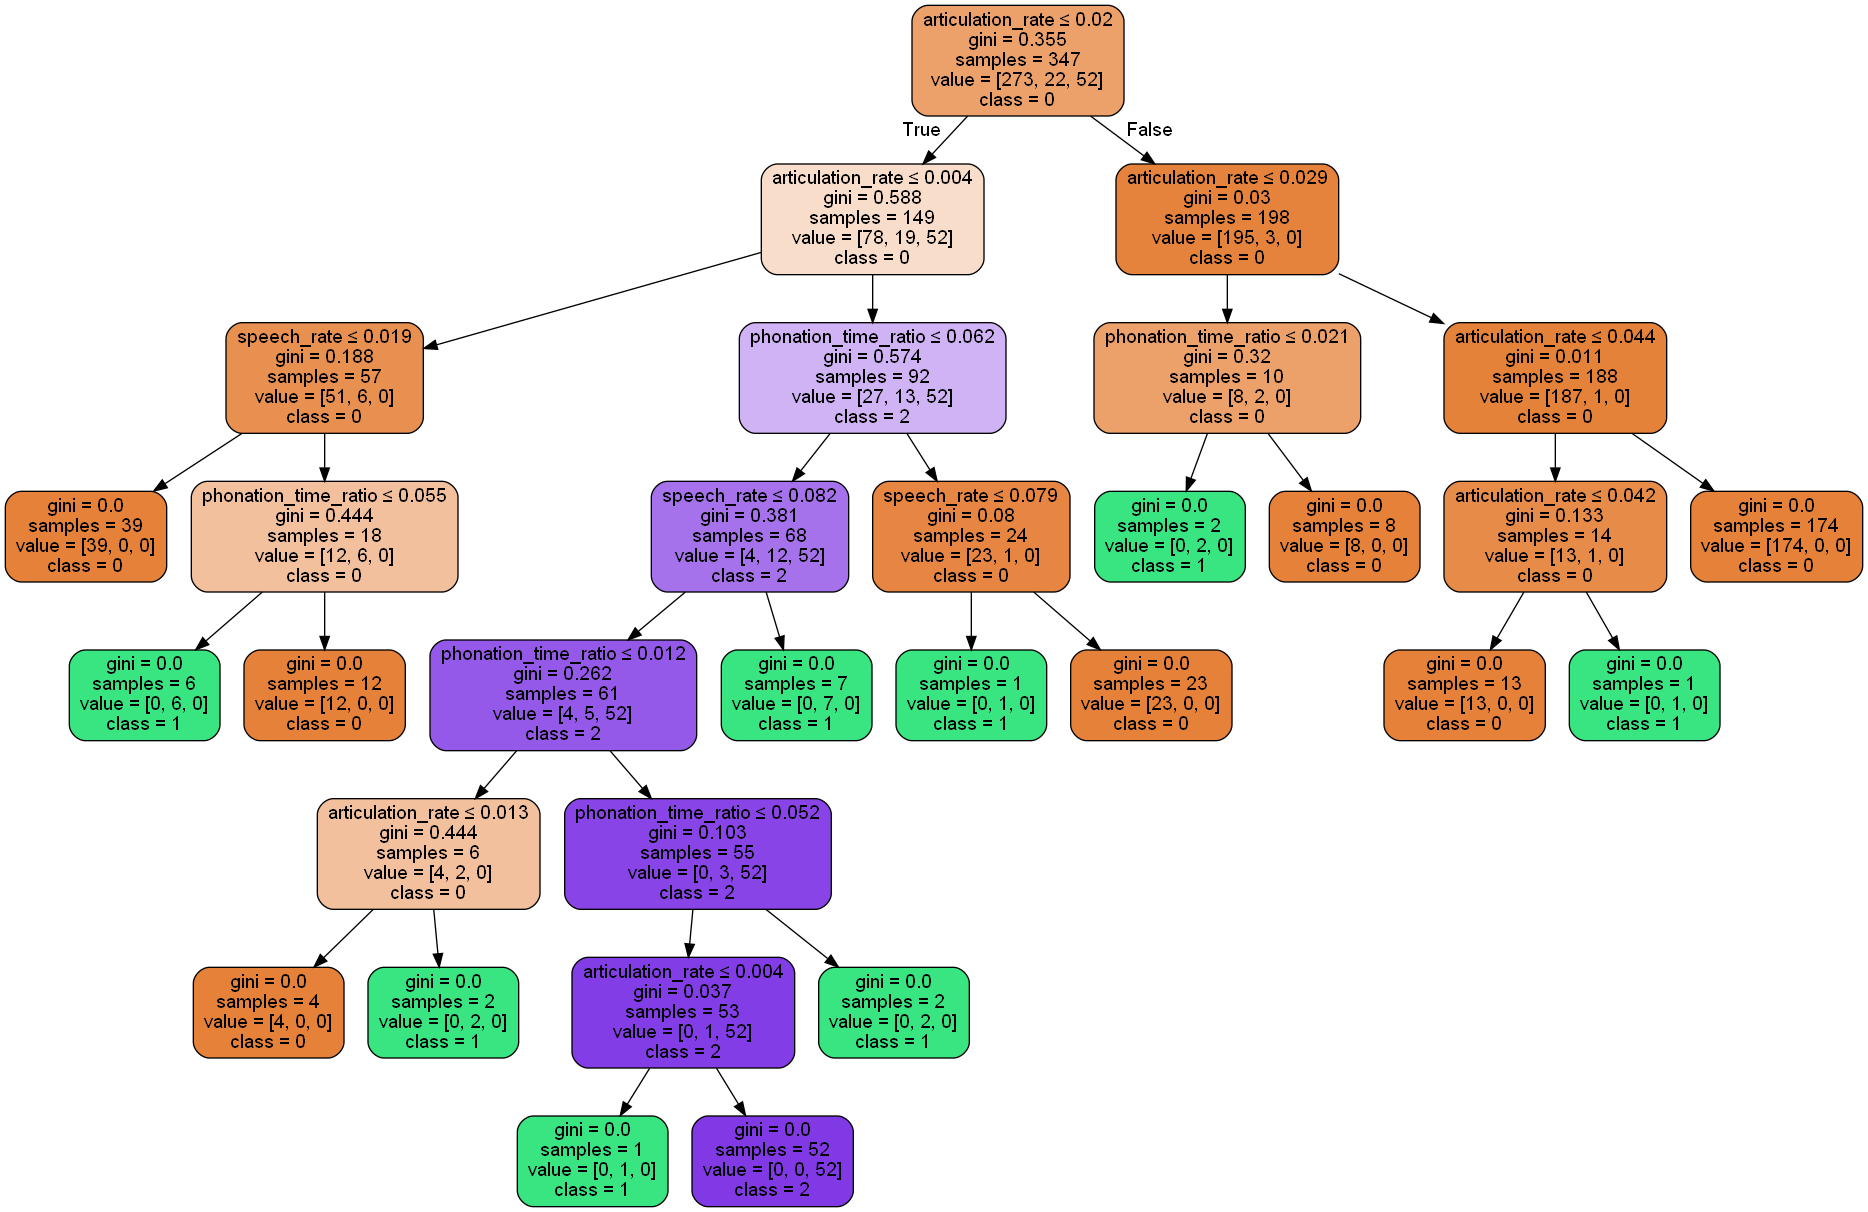 articulation_rate ≤ 0.02
gini = 0.355
samples = 347
value = [273, 22, 52]
class = 0
True
False
articulation_rate ≤ 0.004
gini = 0.588
samples = 149
value = [78, 19, 52]
class = 0
articulation_rate ≤ 0.029
gini = 0.03
samples = 198
value = [195, 3, 0]
class = 0
speech_rate ≤ 0.019
gini = 0.188
samples = 57
value = [51, 6, 0]
class = 0
phonation_time_ratio ≤ 0.062
gini = 0.574
samples = 92
value = [27, 13, 52]
class = 2
phonation_time_ratio ≤ 0.021
gini = 0.32
samples = 10
value = [8, 2, 0]
class = 0
articulation_rate ≤ 0.044
gini = 0.011
samples = 188
value = [187, 1, 0]
class = 0
gini = 0.0
samples = 39
value = [39, 0, 0]
class = 0
phonation_time_ratio ≤ 0.055
gini = 0.444
samples = 18
value = [12, 6, 0]
class = 0
speech_rate ≤ 0.082
gini = 0.381
samples = 68
value = [4, 12, 52]
class = 2
speech_rate ≤ 0.079
gini = 0.08
samples = 24
value = [23, 1, 0]
class = 0
gini = 0.0
samples = 2
value = [0, 2, 0]
class = 1
gini = 0.0
samples = 8
value = [8, 0, 0]
class = 0
articulation_rate ≤ 0.042
gini = 0.133
samples = 14
value = [13, 1, 0]
class = 0
gini = 0.0
samples = 174
value = [174, 0, 0]
class = 0
gini = 0.0
samples = 6
value = [0, 6, 0]
class = 1
gini = 0.0
samples = 12
value = [12, 0, 0]
class = 0
phonation_time_ratio ≤ 0.012
gini = 0.262
samples = 61
value = [4, 5, 52]
class = 2
gini = 0.0
samples = 7
value = [0, 7, 0]
class = 1
gini = 0.0
samples = 1
value = [0, 1, 0]
class = 1
gini = 0.0
samples = 23
value = [23, 0, 0]
class = 0
gini = 0.0
samples = 13
value = [13, 0, 0]
class = 0
gini = 0.0
samples = 1
value = [0, 1, 0]
class = 1
articulation_rate ≤ 0.013
gini = 0.444
samples = 6
value = [4, 2, 0]
class = 0
phonation_time_ratio ≤ 0.052
gini = 0.103
samples = 55
value = [0, 3, 52]
class = 2
gini = 0.0
samples = 4
value = [4, 0, 0]
class = 0
gini = 0.0
samples = 2
value = [0, 2, 0]
class = 1
articulation_rate ≤ 0.004
gini = 0.037
samples = 53
value = [0, 1, 52]
class = 2
gini = 0.0
samples = 2
value = [0, 2, 0]
class = 1
gini = 0.0
samples = 1
value = [0, 1, 0]
class = 1
gini = 0.0
samples = 52
value = [0, 0, 52]
class = 2